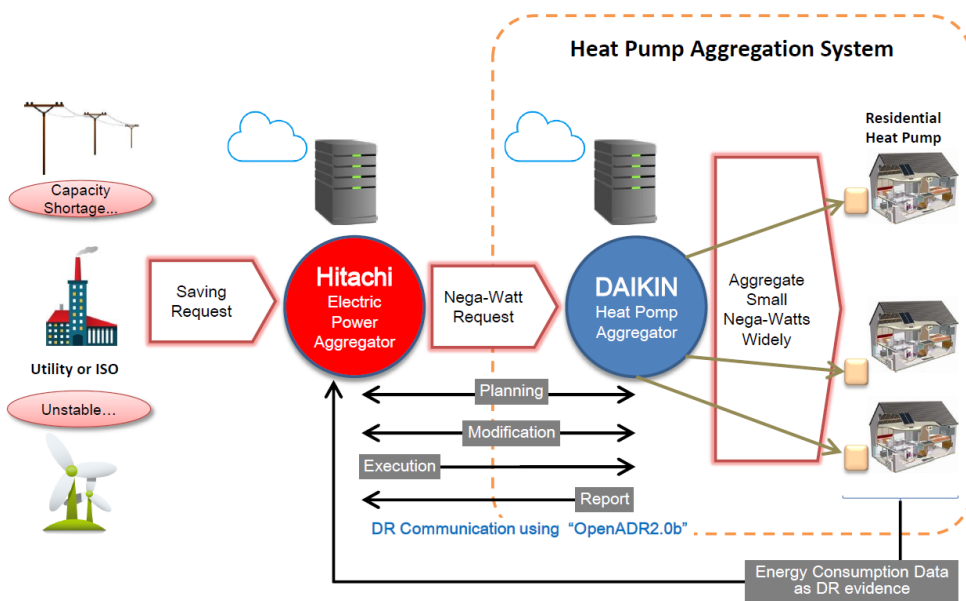 Heat Pump Aggregation System
Residential
Heat Pump
Capacity
Shortage...
Saving
Request
Hitachi
Electric
Power
Aggregator
Nega-Watt
Request
DAIKIN
Heat Pump
Aggregator
Aggregate
Small
Nega-Watts
Widely
Utility or ISO
Unstable...
Planning
Modification
Execution
Report
DR Communication using “OpenADR2.0b”
Energy Consumption Data
as DR evidence